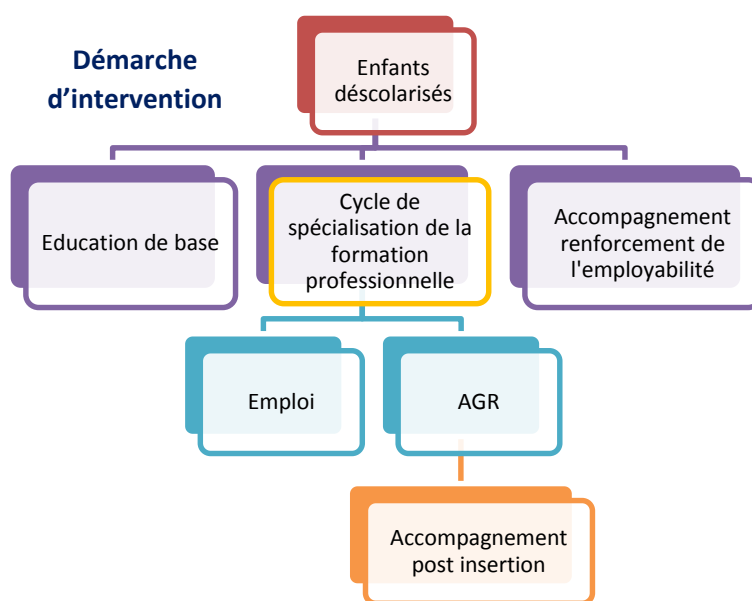 Démarche
d’intervention
Enfants
déscolarisés
Education de base
Cycle de
spécialisation de la
formation
professionnelle
Accompagnement
renforcement de
l'employabilité
Emploi
AGR
Accompagnement
post insertion